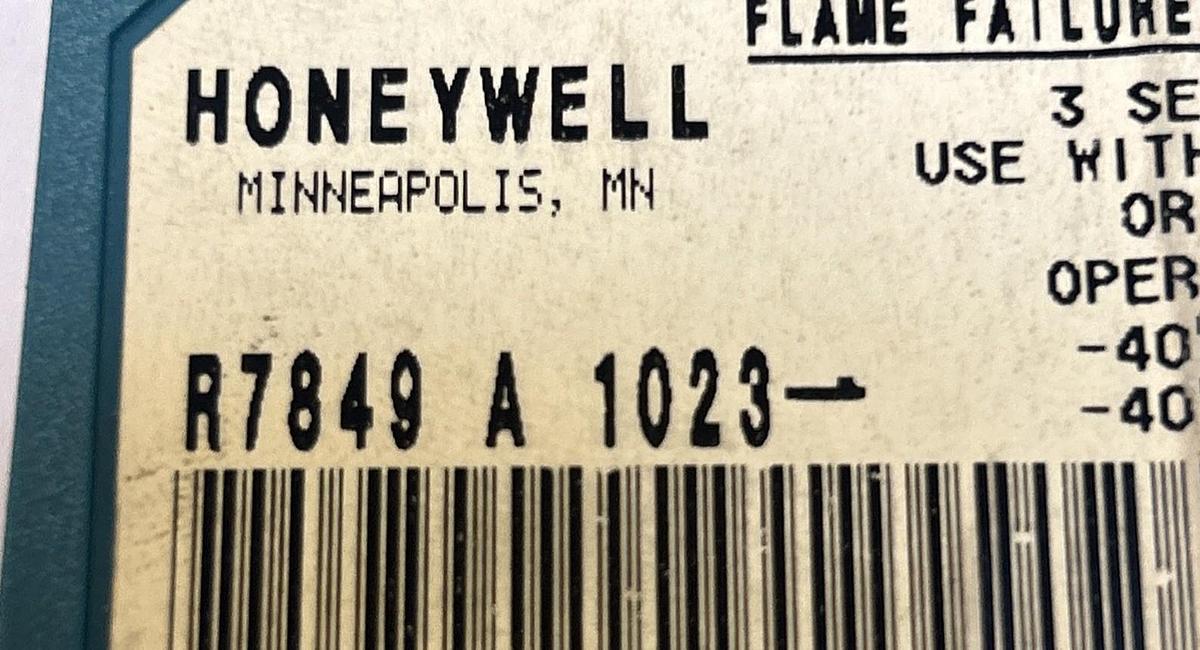 FLAME FAILURE
HONEYWELL
MINNEAPOLIS, MN
3 SE
USE WITH
OR
OPER
-40
-40
R7849 A 1023-